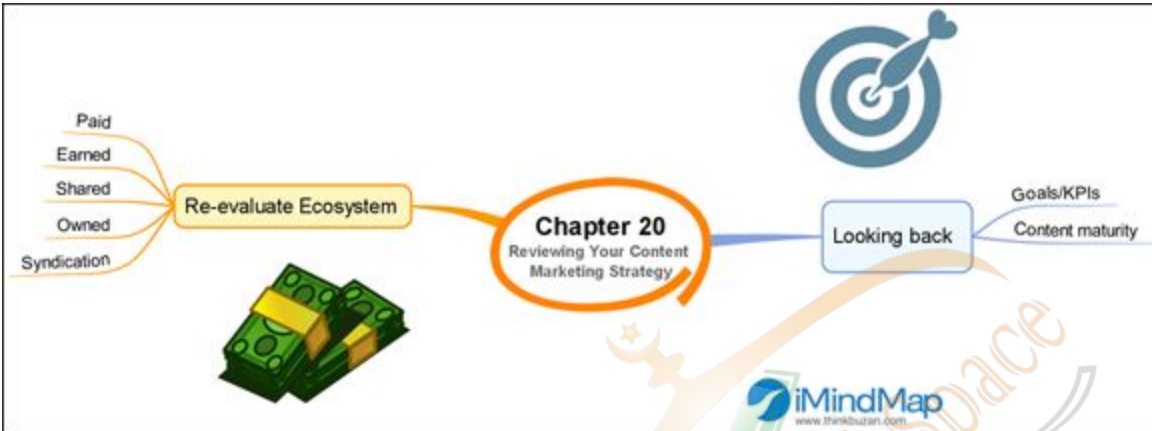 Paid
Earned
Shared
Owned
Syndication
Re-evaluate Ecosystem
Chapter 20
Reviewing Your Content
Marketing Strategy
Looking back
Goals/KPIs
Content maturity
iMindMap
www.thinkbuzan.com
Space